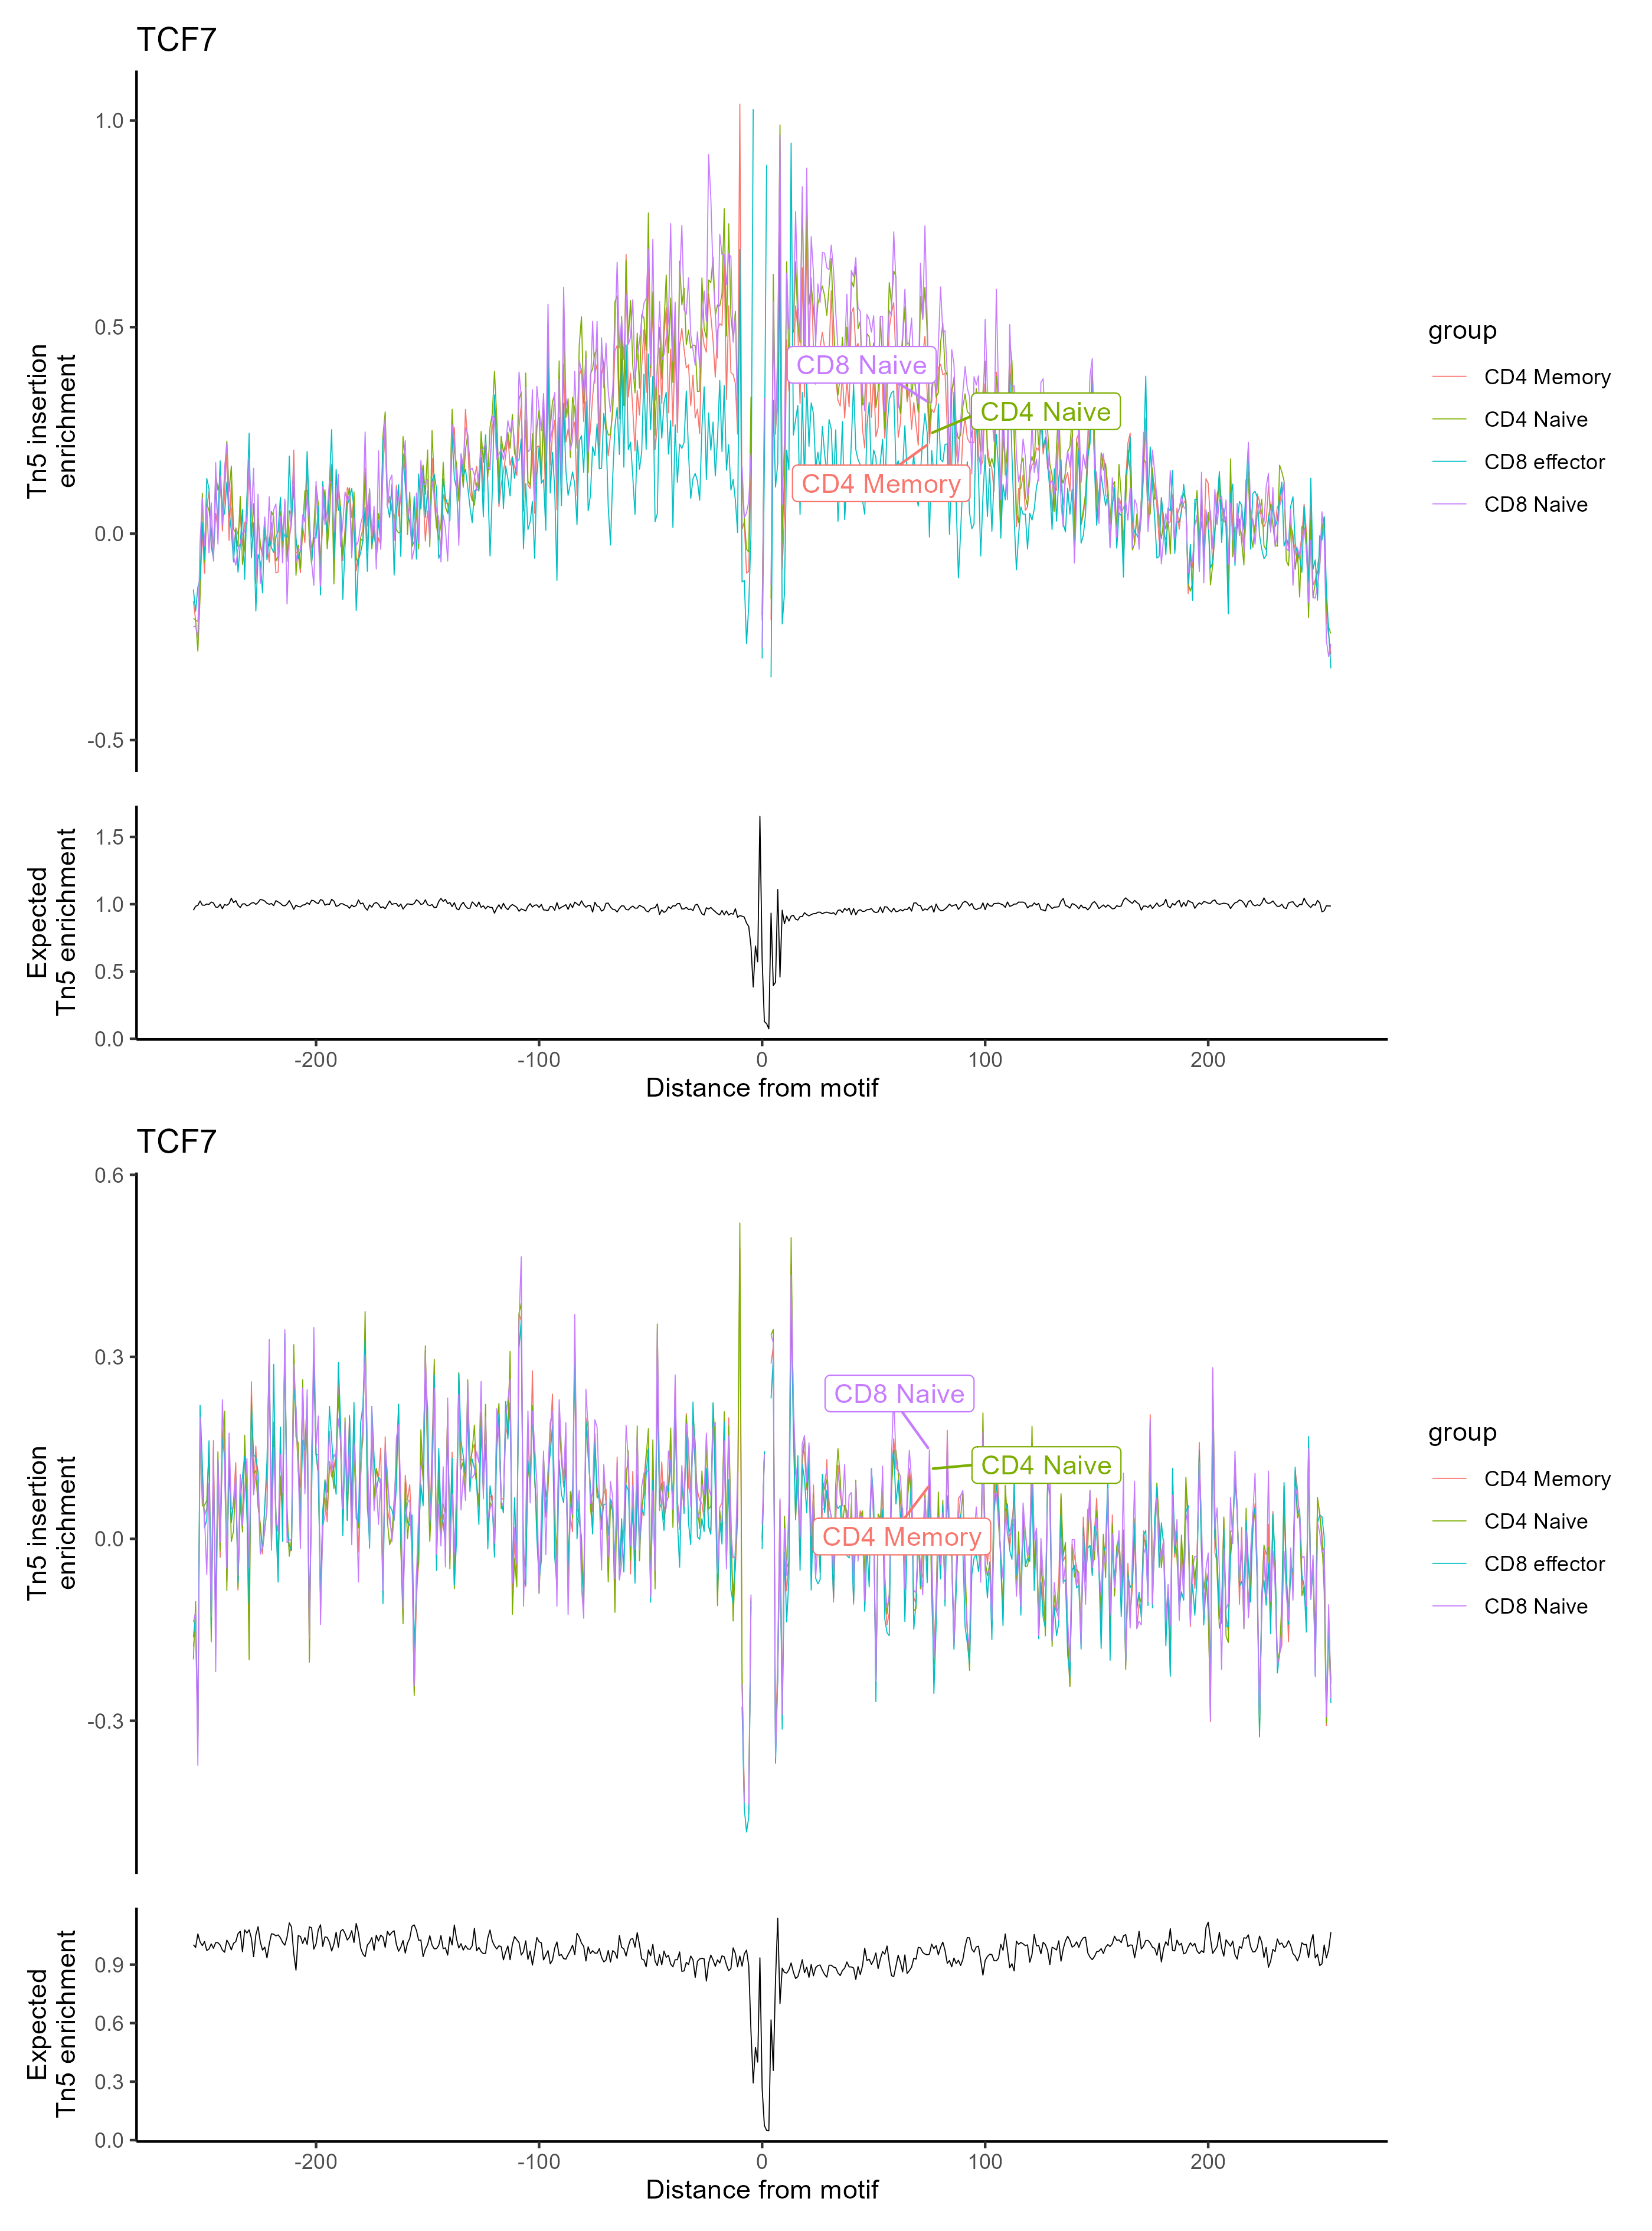 TCF7
1.0
0.5
0.0
-0.5
Tn5 insertion
enrichment
CD8 Naive
CD4 Naive
CD4 Memory
group
CD4 Memory
CD4 Naive
CD8 effector
CD8 Naive
1.5
1.0
0.5
0.0
Expected
Tn5 enrichment
-200 -100 0 100 200
Distance from motif
TCF7
0.6
0.3
0.0
-0.3
Tn5 insertion
enrichment
CD8 Naive
CD4 Naive
CD4 Memory
group
CD4 Memory
CD4 Naive
CD8 effector
CD8 Naive
0.9
0.6
0.3
0.0
Expected
Tn5 enrichment
-200 -100 0 100 200
Distance from motif